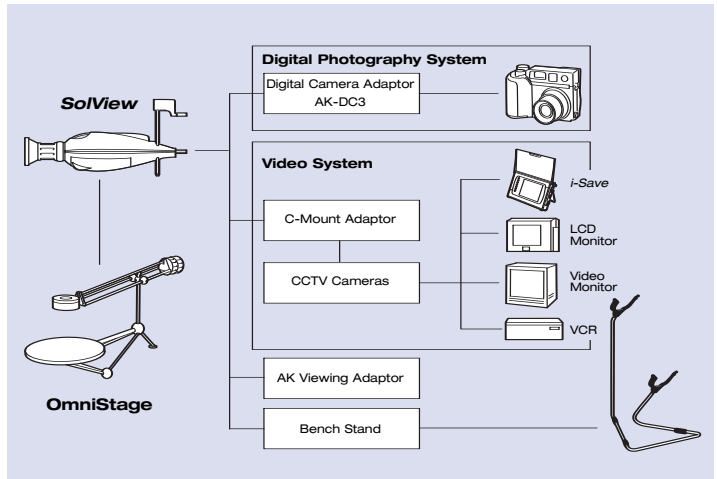 Digital Photography System
Digital Camera Adaptor
AK-DC3
SolView
Video System
i-Save
C-Mount Adaptor
LCD
Monitor
CCTV Cameras
Video
Monitor
VCR
AK Viewing Adaptor
OmniStage
Bench Stand